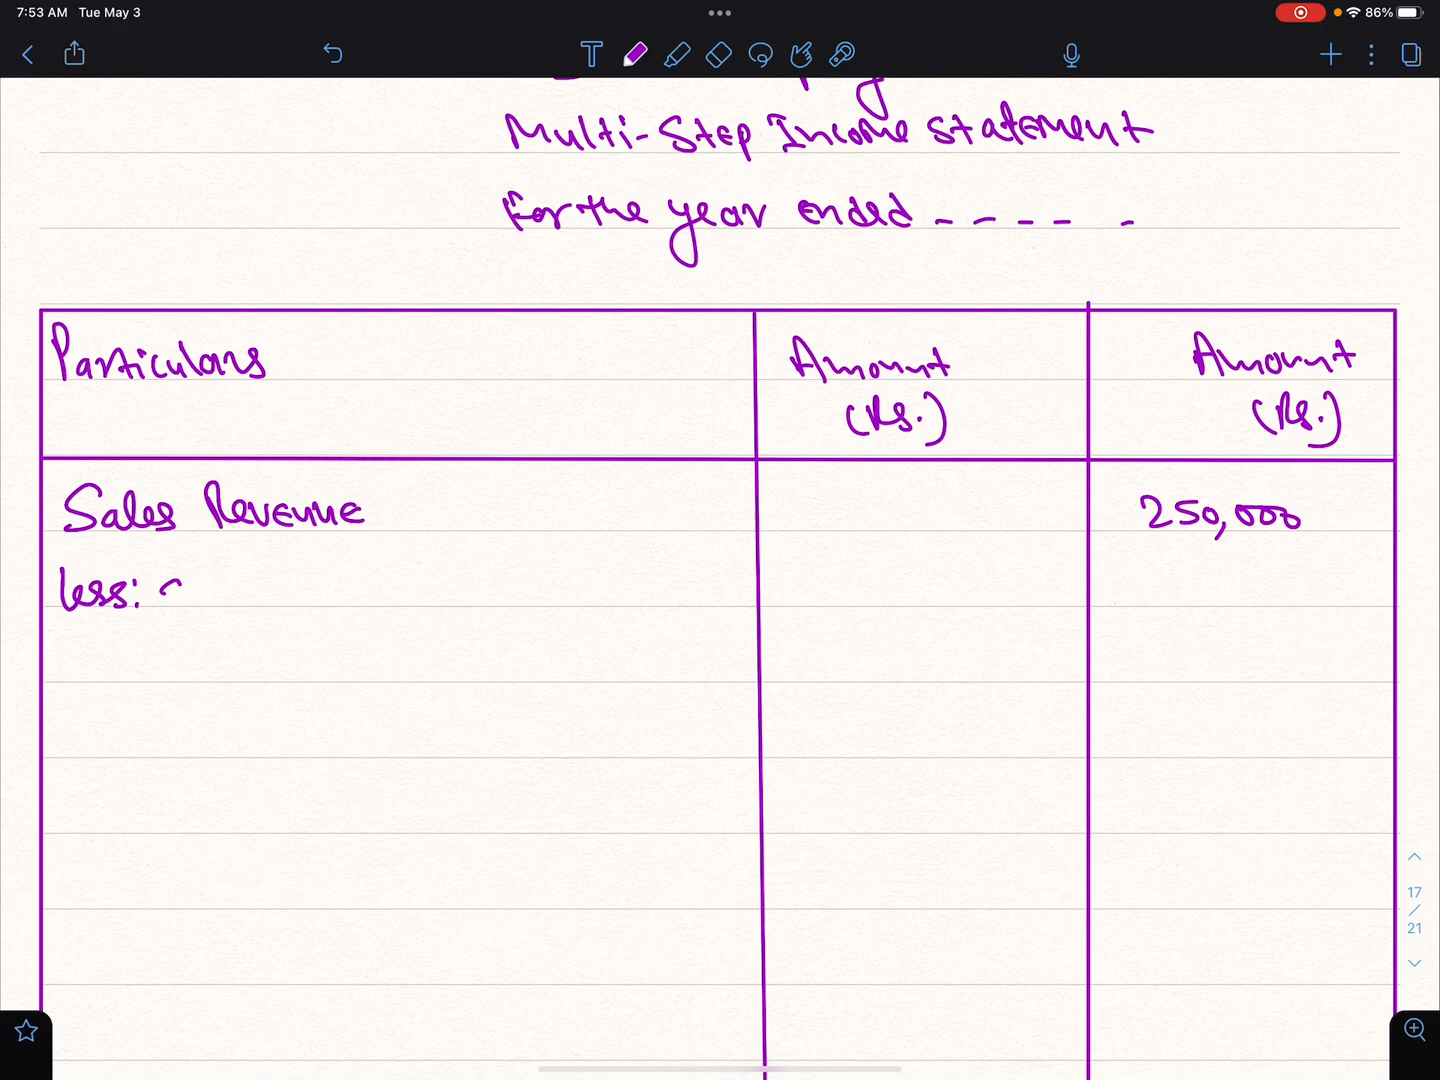 7:53 AM Tue May 3
86%
Multi-Step Income Statement
For the year ended - - - - -
Particulars Amount (Rs.) Amount (Rs.)
Sales Revenue 250,000
Less:
17
/
21